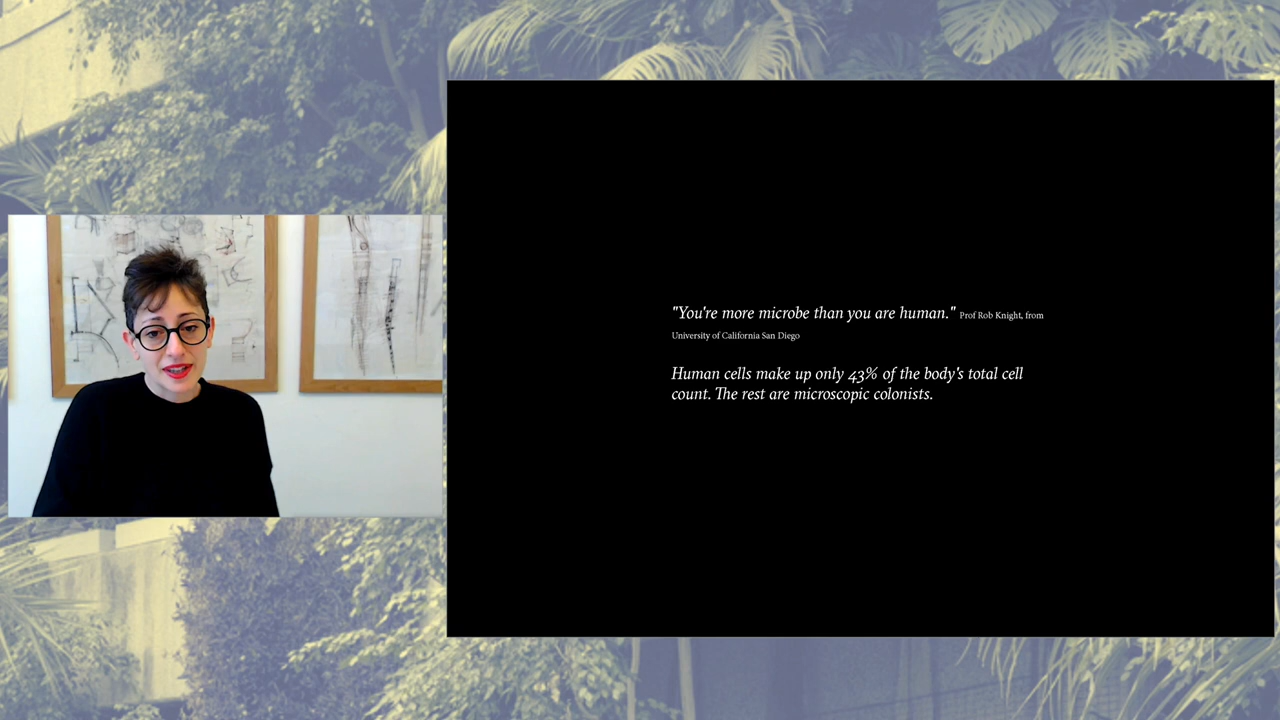 "You're more microbe than you are human." Prof Rob Knight, from
University of California San Diego
Human cells make up only 43% of the body's total cell
count. The rest are microscopic colonists.